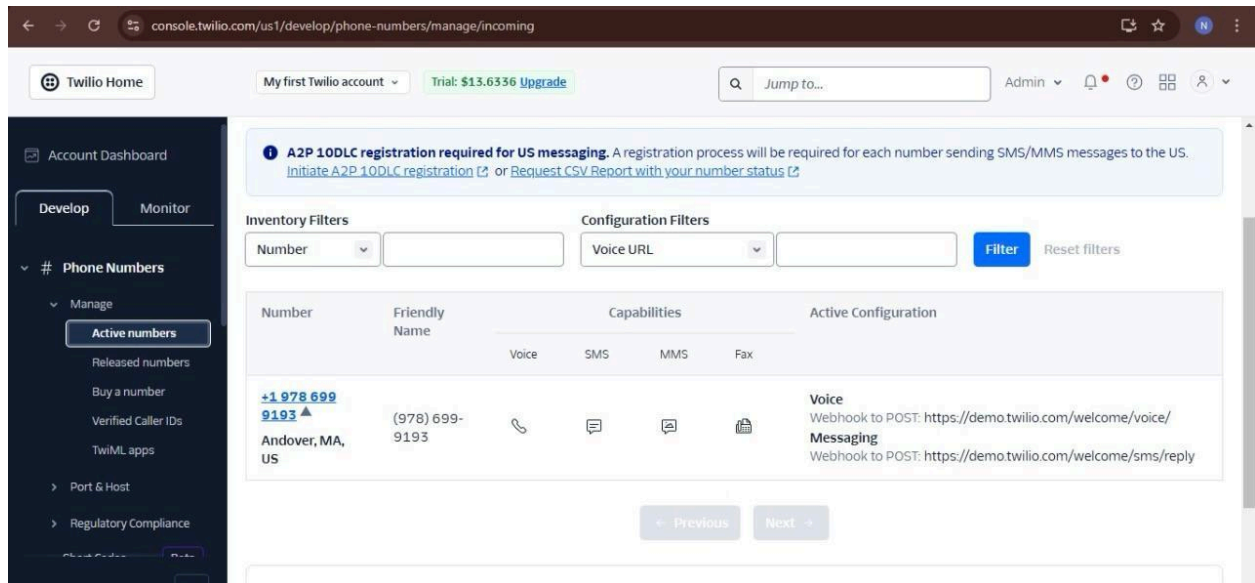 console.twilio.com/us1/develop/phone-numbers/manage/incoming
N
Twilio Home
My first Twilio account
Trial: $13.6336 Upgrade
Jump to...
Admin
Account Dashboard
Develop
Monitor
# Phone Numbers
Manage
Active numbers
Released numbers
Buy a number
Verified Caller IDs
TwiML apps
Port & Host
Regulatory Compliance
A2P 10DLC registration required for US messaging. A registration process will be required for each number sending SMS/MMS messages to the US.
Initiate A2P 10DLC registration or Request CSV Report with your number status
Inventory Filters
Configuration Filters
Number
Voice URL
Filter
Reset filters
Number
Friendly
Name
Capabilities
Active Configuration
Voice
SMS
MMS
Fax
+1 978 699
9193
Andover, MA,
US
(978) 699-
9193
Voice
Webhook to POST: https://demo.twilio.com/welcome/voice/
Messaging
Webhook to POST: https://demo.twilio.com/welcome/sms/reply
← Previous
Next →